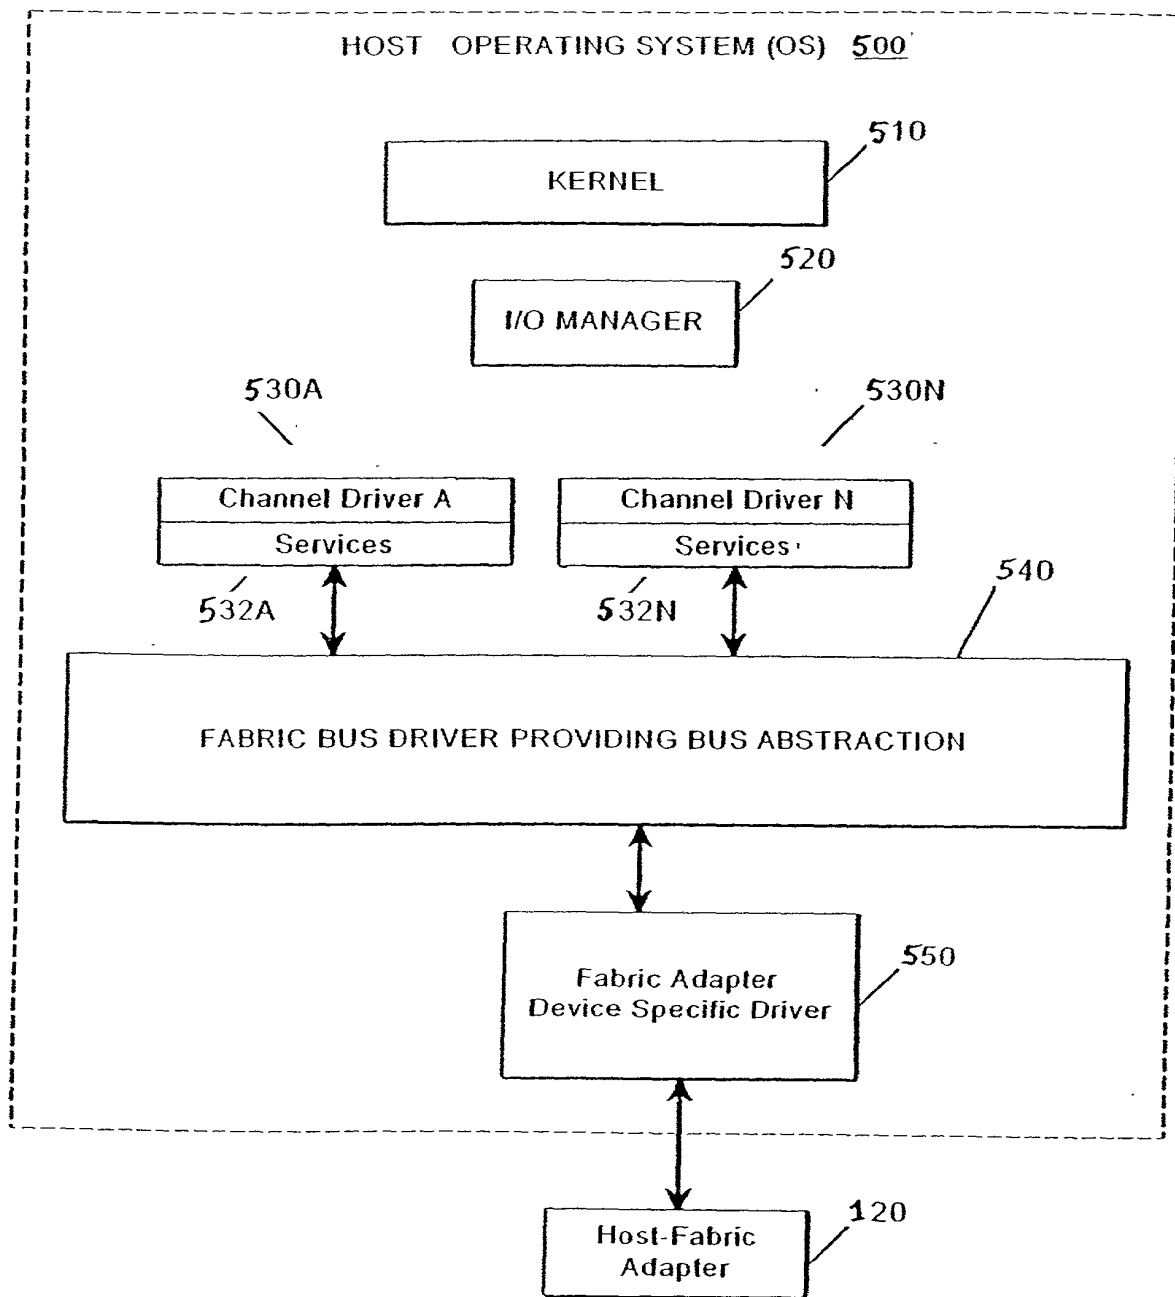 HOST OPERATING SYSTEM (OS) 500
510
KERNEL
520
I/O MANAGER
530A
530N
Channel Driver A
Services
Channel Driver N
Services
532A
532N
540
FABRIC BUS DRIVER PROVIDING BUS ABSTRACTION
550
Fabric Adapter
Device Specific Driver
120
Host-Fabric
Adapter